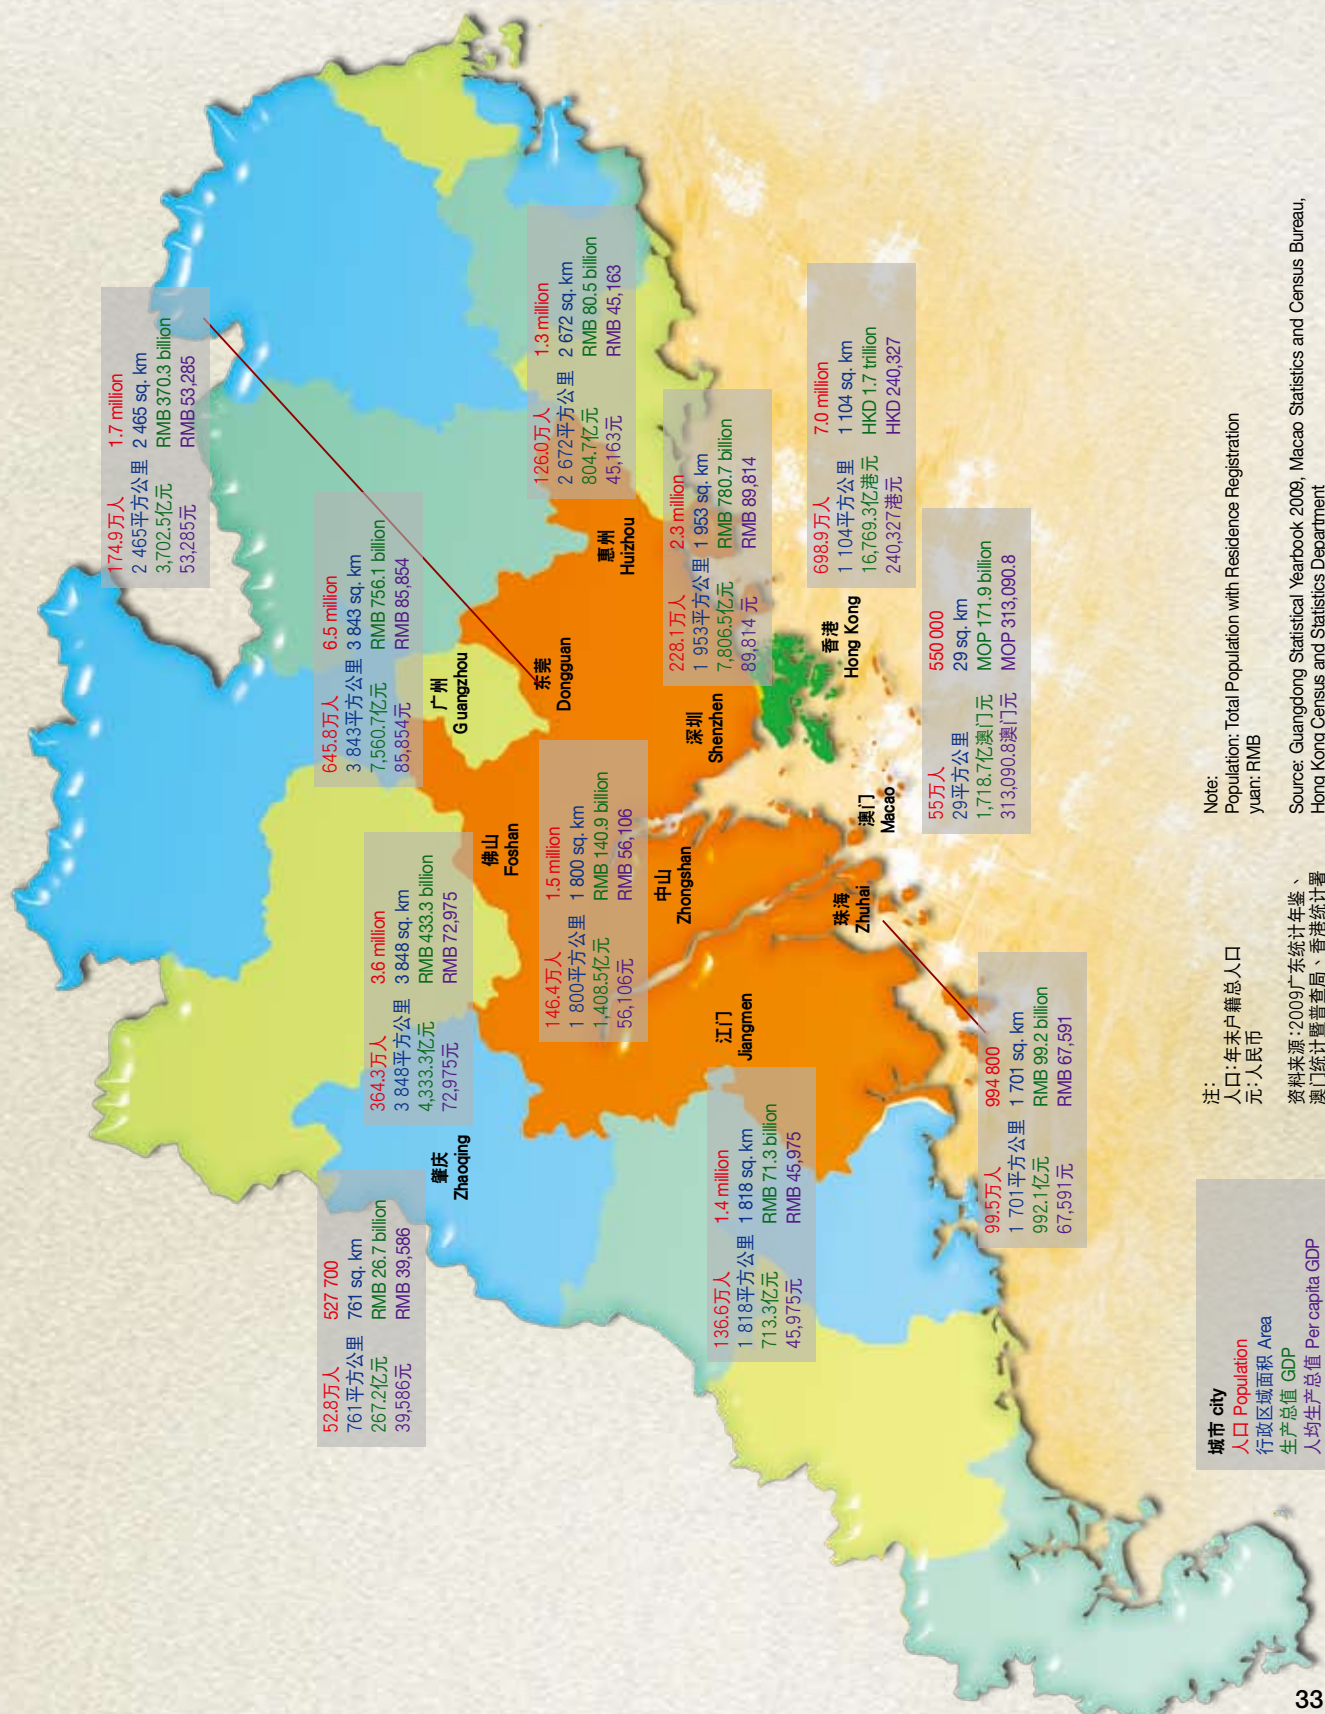 174.9万人 1.7 million
2 465平方公里 2 465 sq. km
3,702.5亿元 RMB 370.3 billion
53,285元 RMB 53,285
645.8万人 6.5 million
3 843平方公里 3 843 sq. km
7,560.7亿元 RMB 756.1 billion
85,854元 RMB 85,854
广州
Guangzhou
52.8万人 527 700
761平方公里 761 sq. km
267.2亿元 RMB 26.7 billion
39,586元 RMB 39,586
肇庆
Zhaoqing
364.3万人 3.6 million
3 848平方公里 3 848 sq. km
4,333.3亿元 RMB 433.3 billion
72,975元 RMB 72,975
佛山
Foshan
东莞
Dongguan
126.0万人 1.3 million
2 672平方公里 2 672 sq. km
804.7亿元 RMB 80.5 billion
45,163元 RMB 45,163
惠州
Huizhou
146.4万人 1.5 million
1 800平方公里 1 800 sq. km
1,408.5亿元 RMB 140.9 billion
56,106元 RMB 56,106
中山
Zhongshan
228.1万人 2.3 million
1 953平方公里 1 953 sq. km
7,806.5亿元 RMB 780.7 billion
89,814 元 RMB 89,814
深圳
Shenzhen
江门
Jiangmen
136.6万人 1.4 million
1 818平方公里 1 818 sq. km
713.3亿元 RMB 71.3 billion
45,975元 RMB 45,975
698.9万人 7.0 million
1 104平方公里 1 104 sq. km
16,769.3亿港元 HKD 1.7 trillion
240,327港元 HKD 240,327
香港
Hong Kong
珠海
Zhuhai
澳门
Macao
55万人 550 000
29平方公里 29 sq. km
1,718.7亿澳门元 MOP 171.9 billion
313,090.8澳门元 MOP 313,090.8
99.5万人 994 800
1 701平方公里 1 701 sq. km
992.1亿元 RMB 99.2 billion
67,591元 RMB 67,591
城市 city
人口 Population
行政区域面积 Area
生产总值 GDP
人均生产总值 Per capita GDP
注：
人口：年末户籍总人口
元：人民币
资料来源：2009广东统计年鉴、
澳门统计暨普查局、香港统计署
Note:
Population: Total Population with Residence Registration
yuan: RMB
Source: Guangdong Statistical Yearbook 2009, Macao Statistics and Census Bureau,
Hong Kong Census and Statistics Department
33